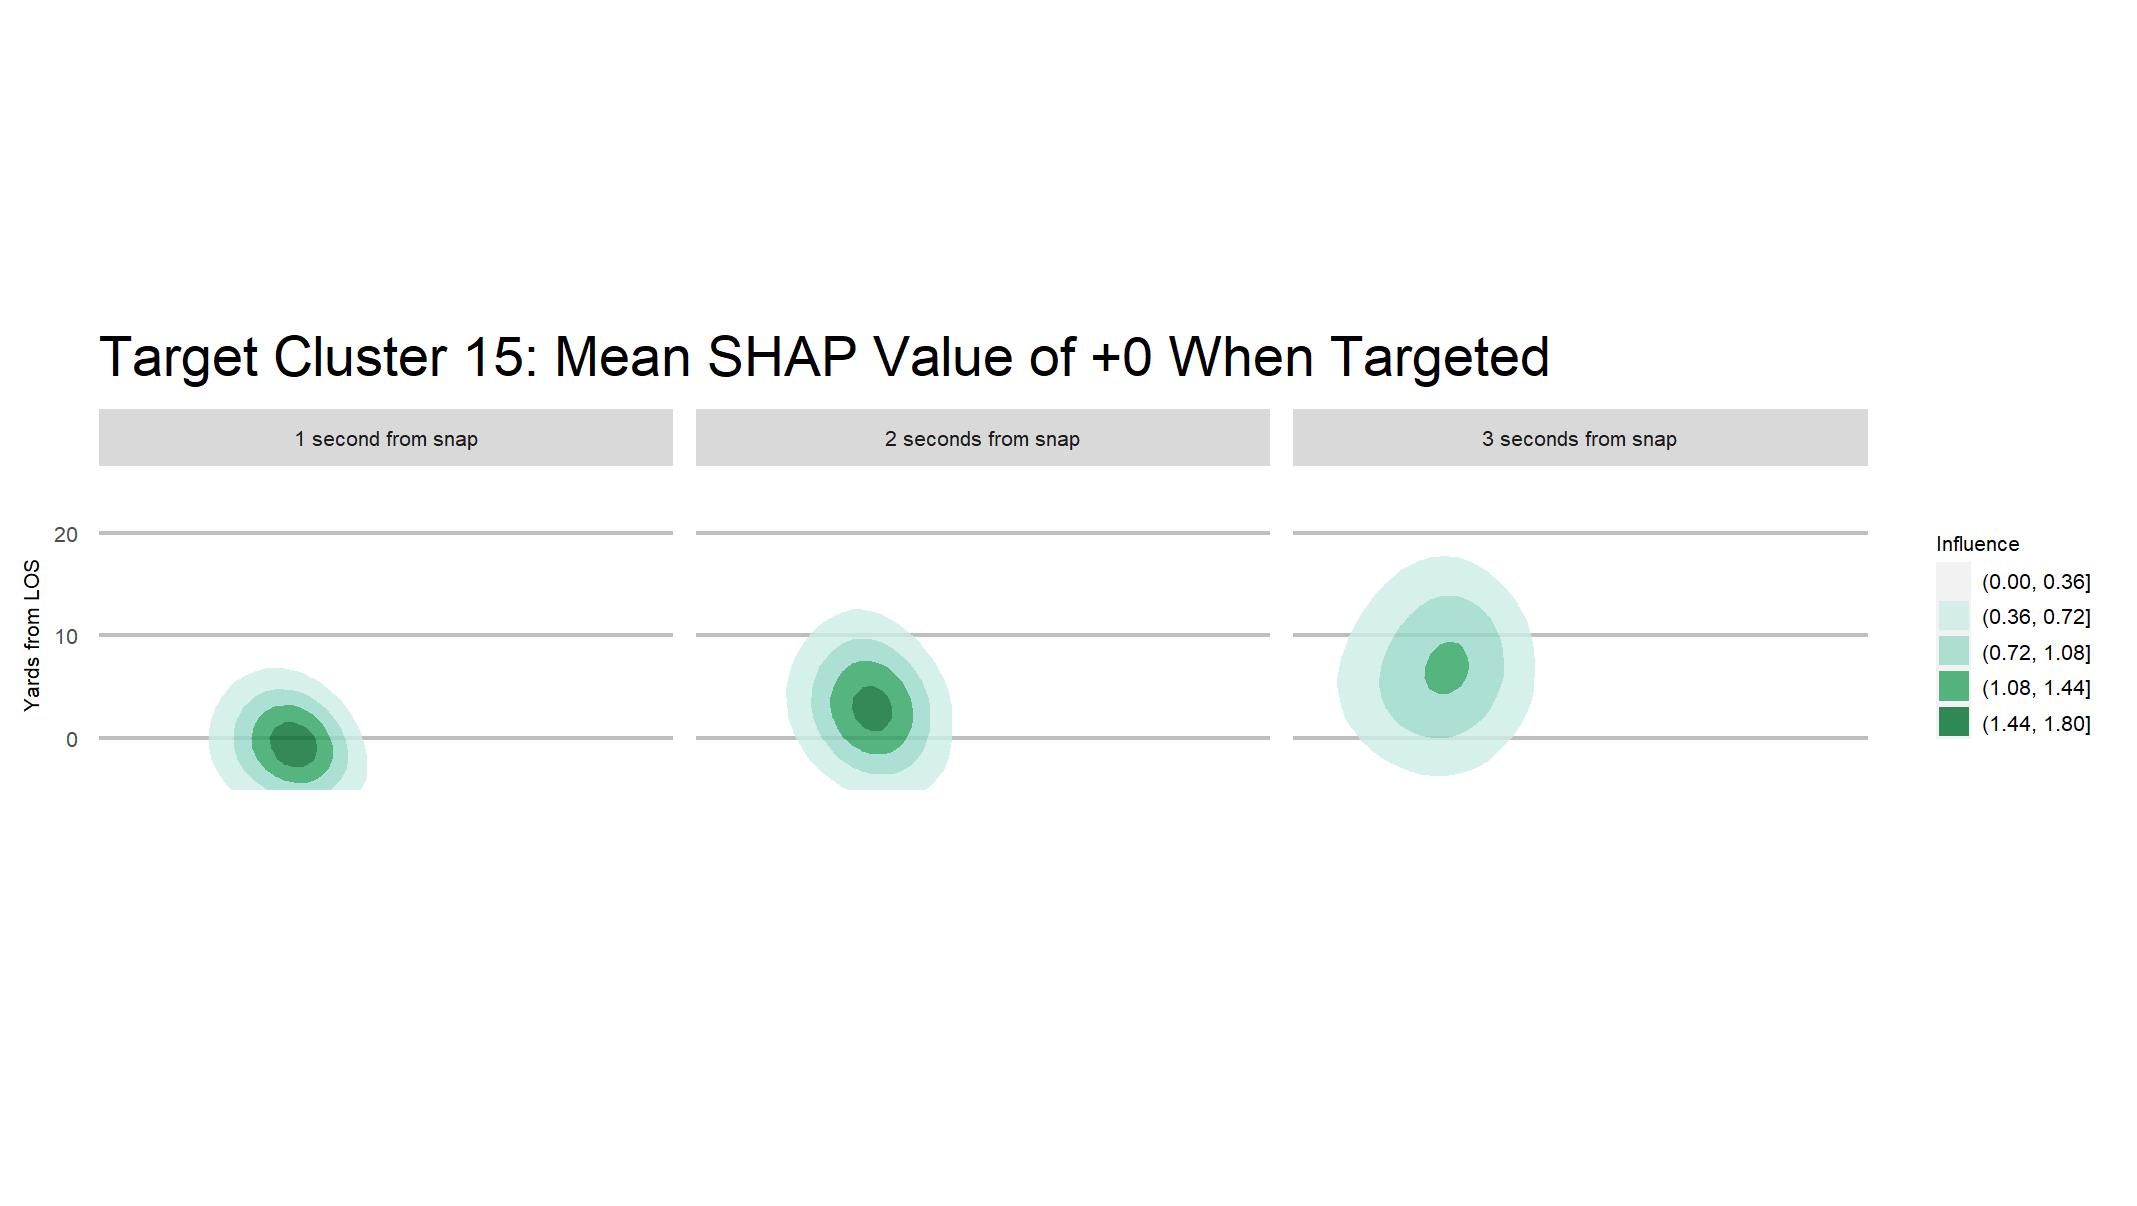 Target Cluster 15: Mean SHAP Value of +0 When Targeted
1 second from snap
2 seconds from snap
3 seconds from snap
20
10
0
Yards from LOS
Influence
(0.00, 0.36]
(0.36, 0.72]
(0.72, 1.08]
(1.08, 1.44]
(1.44, 1.80]